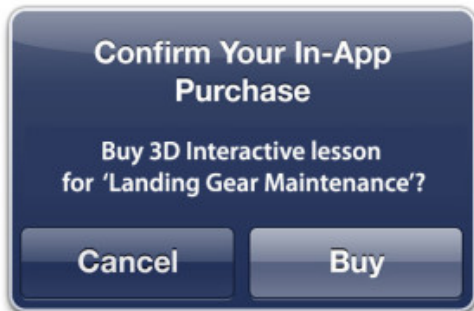 Confirm Your In-App
Purchase
Buy 3D Interactive lesson
for 'Landing Gear Maintenance'?
Cancel
Buy